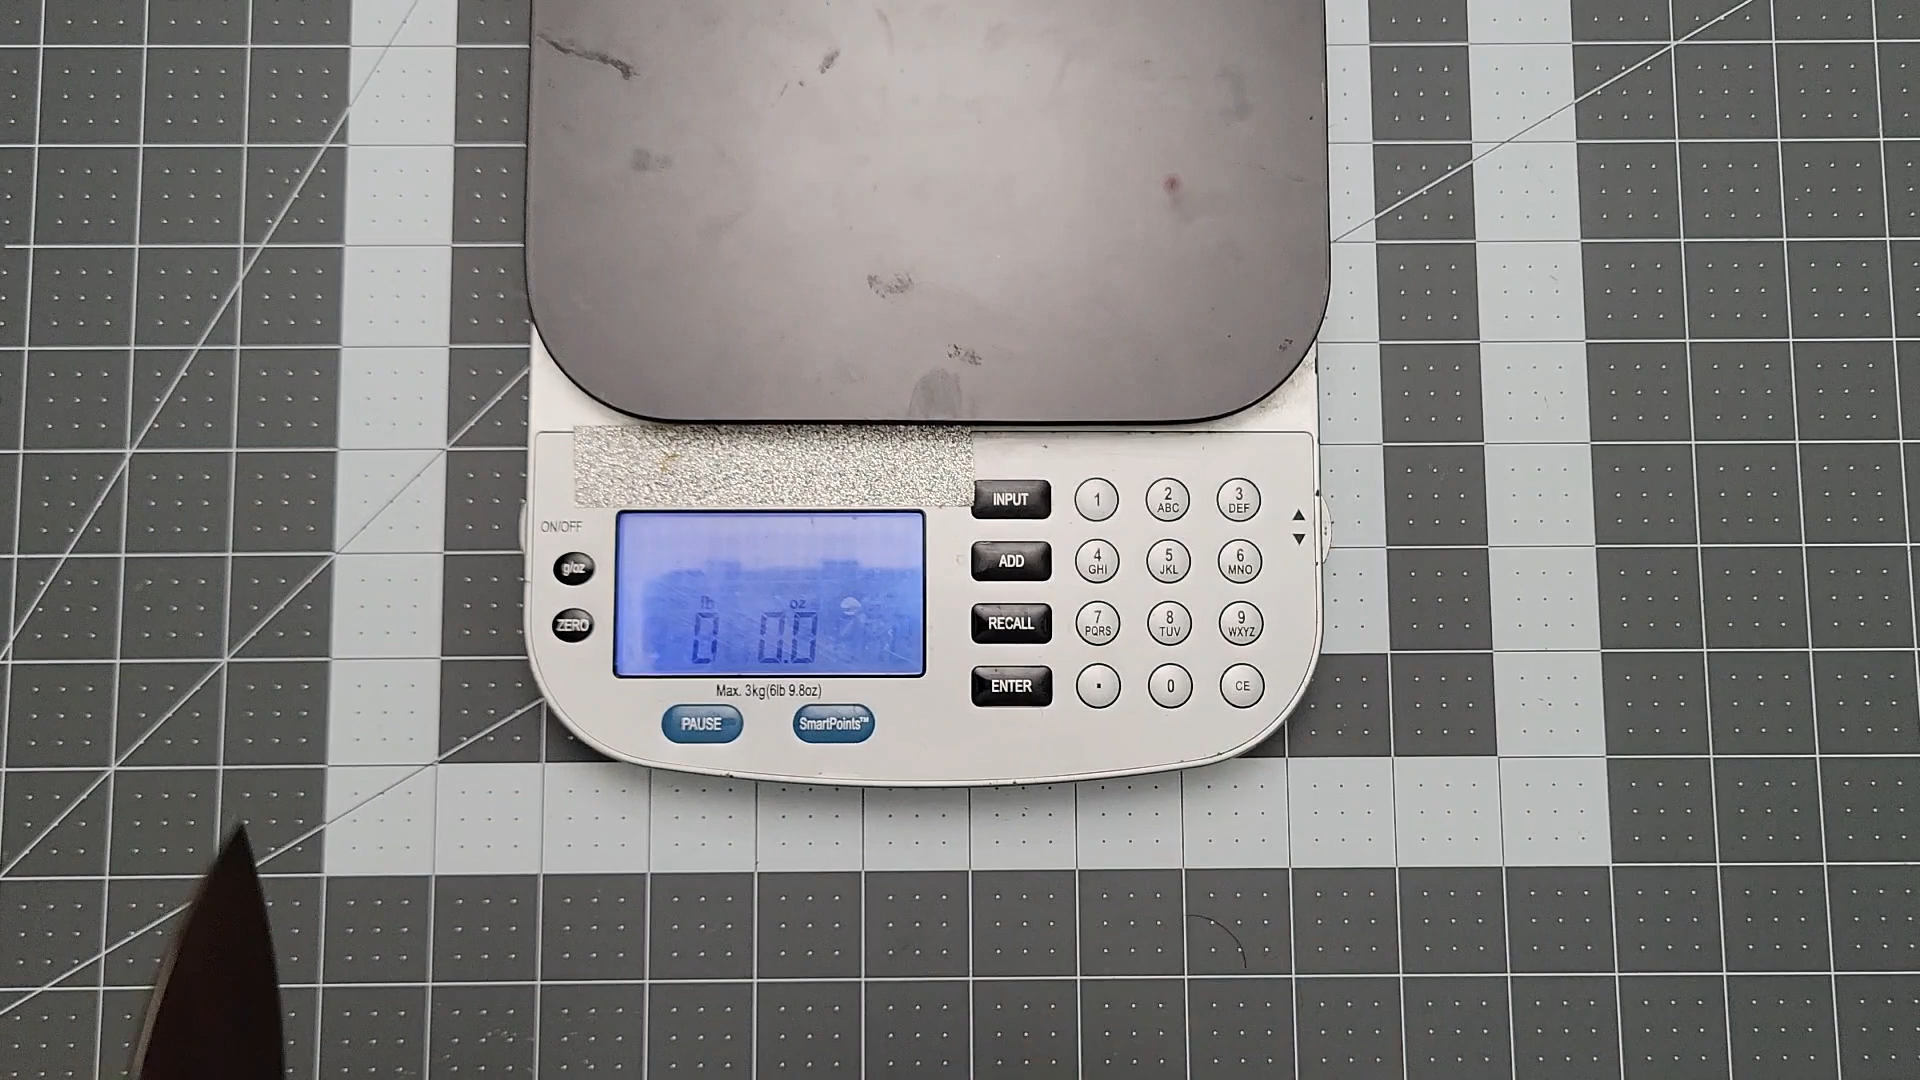 ON/OFF
g/oz
ZERO
lb oz
0 0.0
Max. 3kg(6lb 9.8oz)
PAUSE
SmartPoints™
INPUT
1
2
ABC
3
DEF
ADD
4
GHI
5
JKL
6
MNO
RECALL
7
PQRS
8
TUV
9
WXYZ
ENTER
.
0
CE